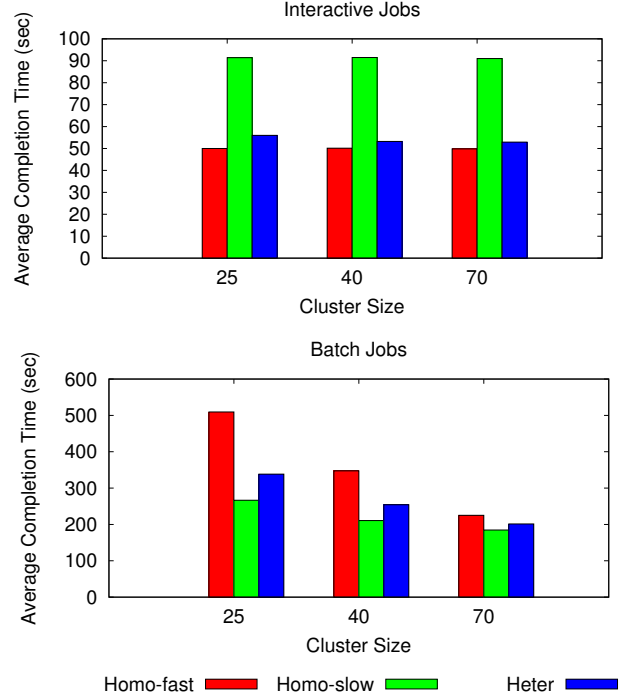 Interactive Jobs
Average Completion Time (sec)
100
90
80
70
60
50
40
30
20
10
0
25 40 70
Cluster Size
Batch Jobs
Average Completion Time (sec)
600
500
400
300
200
100
0
25 40 70
Cluster Size
Homo-fast Homo-slow Heter